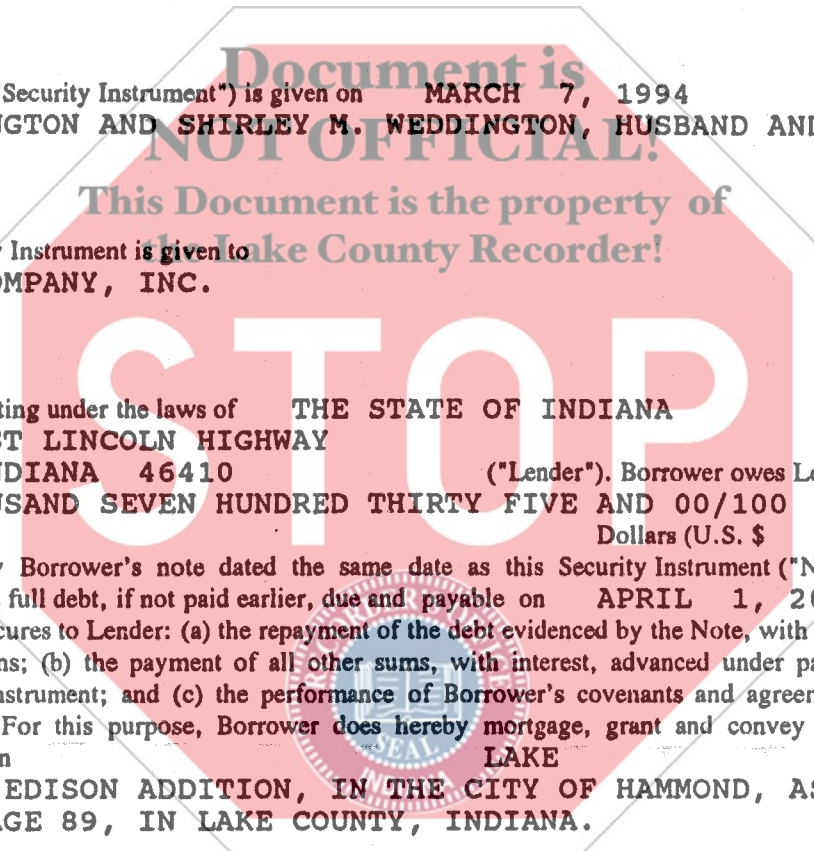 Document is
Security Instrument") is given on MARCH 7, 1994
NGTON AND SHIRLEY M. WEDDINGTON, HUSBAND AND
NOT OFFICIAL!
This Document is the property of
Instrument is given to
the Lake County Recorder!
OMPANY, INC.
STOP
ting under the laws of THE STATE OF INDIANA
ST LINCOLN HIGHWAY
NDIANA 46410 ("Lender"). Borrower owes Le
USAND SEVEN HUNDRED THIRTY FIVE AND 00/100
Dollars (U.S. $
y Borrower's note dated the same date as this Security Instrument ("N
full debt, if not paid earlier, due and payable on APRIL 1, 20
cures to Lender: (a) the repayment of the debt evidenced by the Note, with
ns; (b) the payment of all other sums, with interest, advanced under pa
nstrument; and (c) the performance of Borrower's covenants and agreem
For this purpose, Borrower does hereby mortgage, grant and convey
n LAKE
SEAL
EDISON ADDITION, IN THE CITY OF HAMMOND, AS
AGE 89, IN LAKE COUNTY, INDIANA.